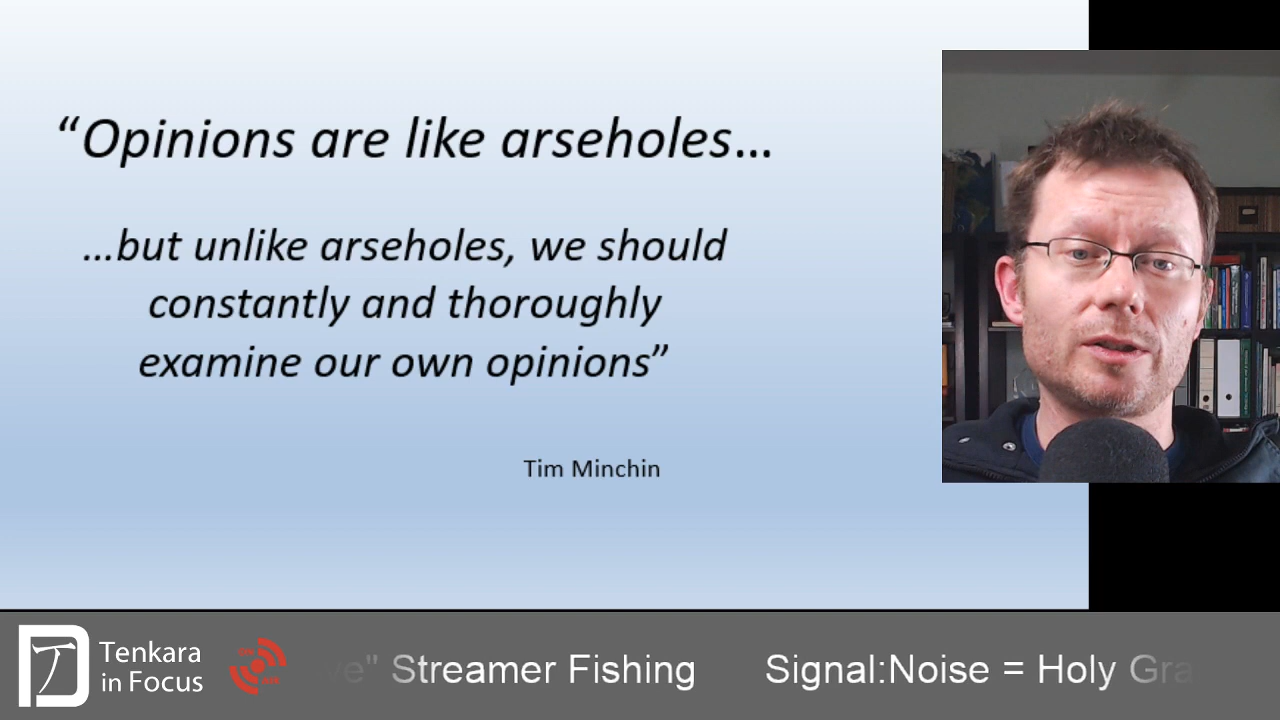 “Opinions are like arseholes…
…but unlike arseholes, we should
constantly and thoroughly
examine our own opinions”
Tim Minchin
Tenkara
in Focus
Streamer Fishing
Signal:Noise = Holy